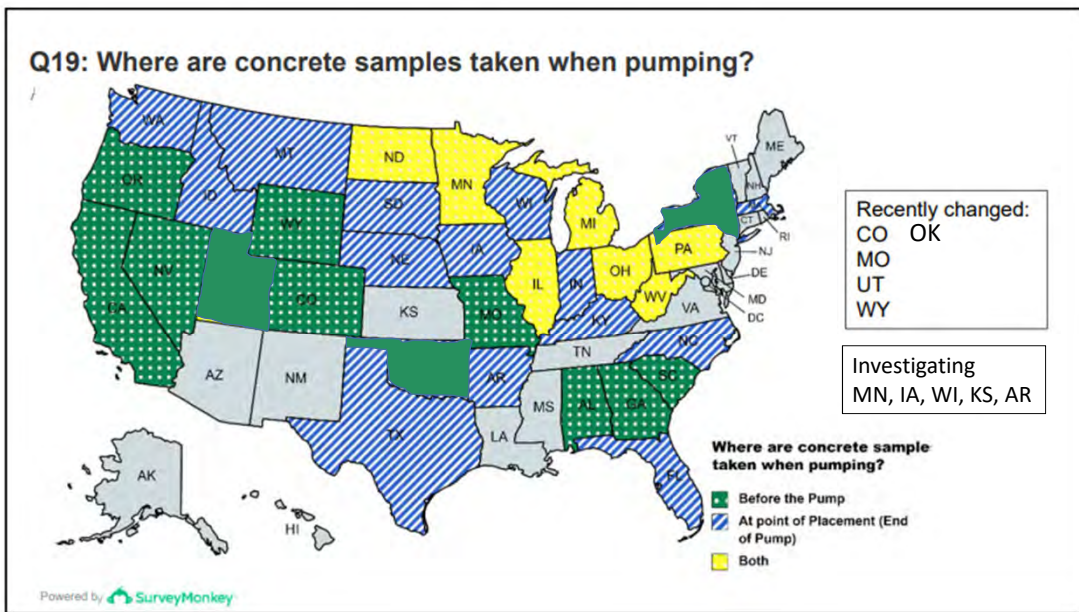 Q19: Where are concrete samples taken when pumping?
WA
MT
ND
MN
VT
ME
OR
ID
SD
WI
MI
NH
WY
IA
NE
PA
CT
RI
NJ
NV
CA
CO
KS
MO
IL
IN
OH
WV
KY
VA
DE
MD
DC
AZ
NM
TN
NC
AR
SC
TX
LA
MS
AL
GA
FL
AK
HI
Recently changed:
CO OK
MO
UT
WY
Investigating
MN, IA, WI, KS, AR
Where are concrete sample
taken when pumping?
Before the Pump
At point of Placement (End
of Pump)
Both
Powered by SurveyMonkey